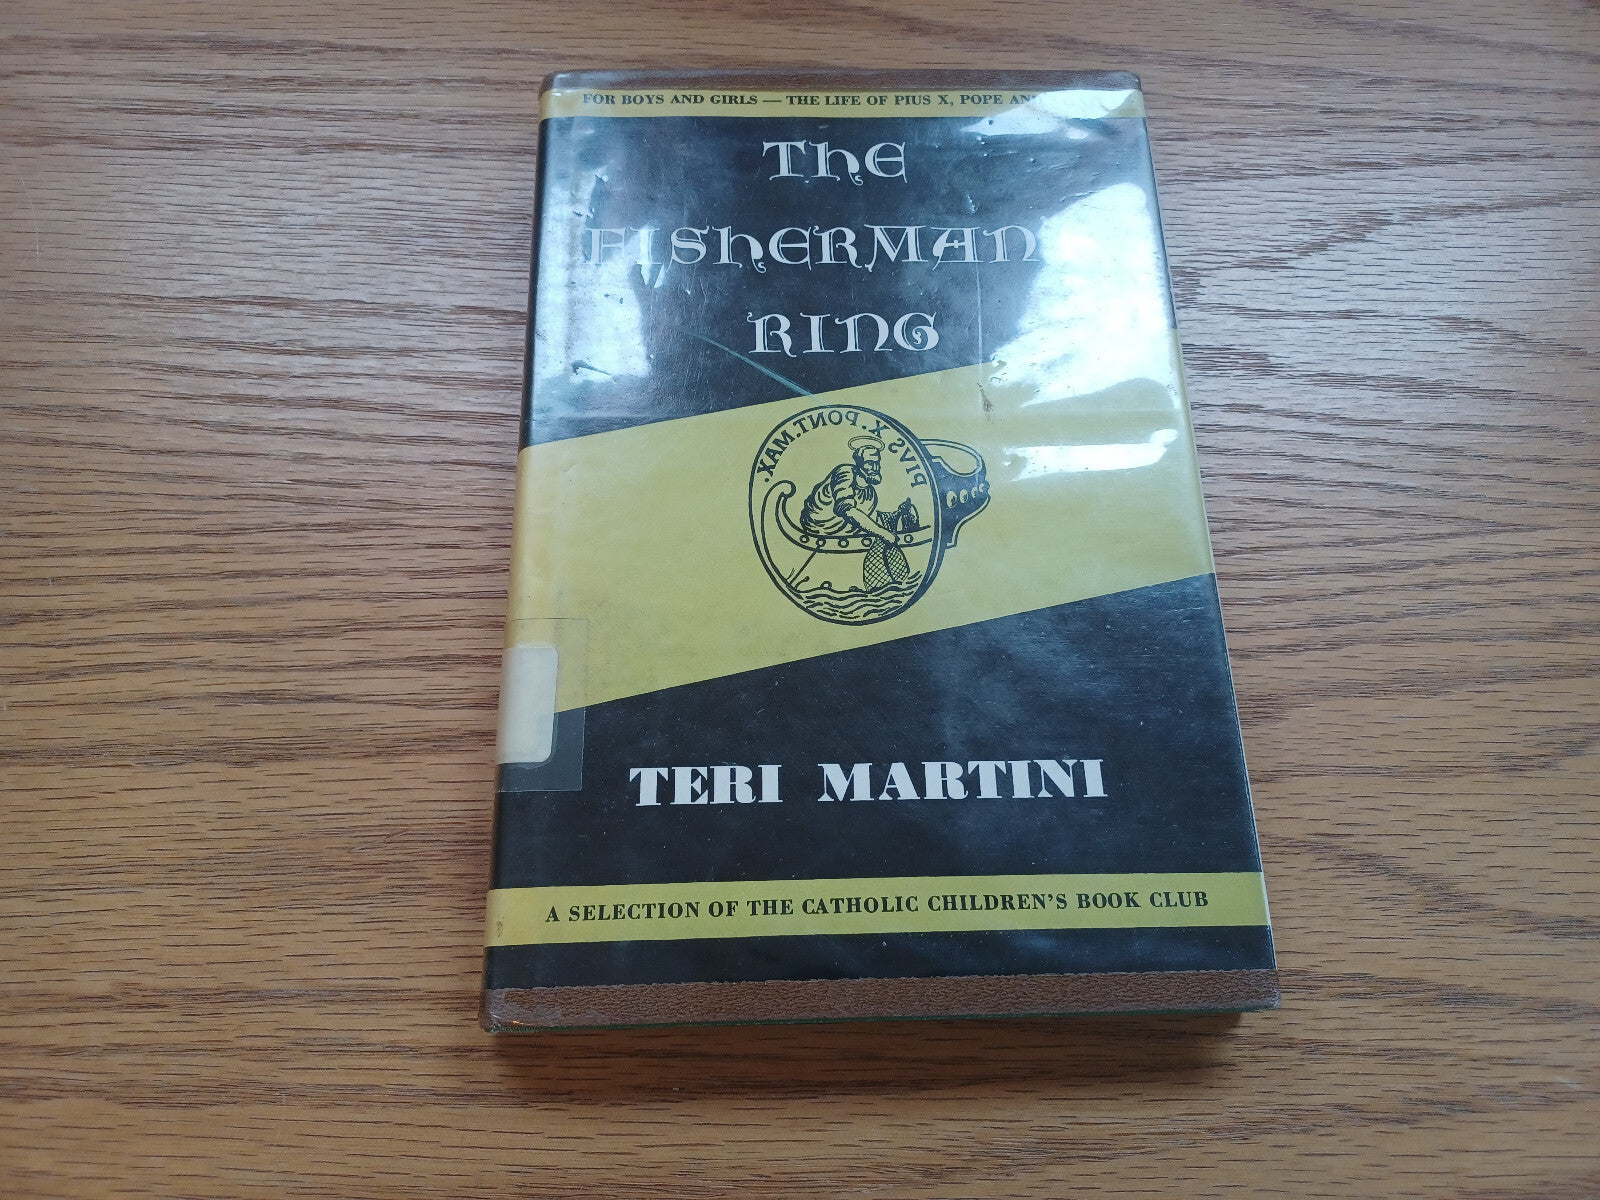 FOR BOYS AND GIRLS — THE LIFE OF PIUS X, POPE
THE
FISHERMAN
RING
PIVS X. PONT. MAX.
TERI MARTINI
A SELECTION OF THE CATHOLIC CHILDREN'S BOOK CLUB